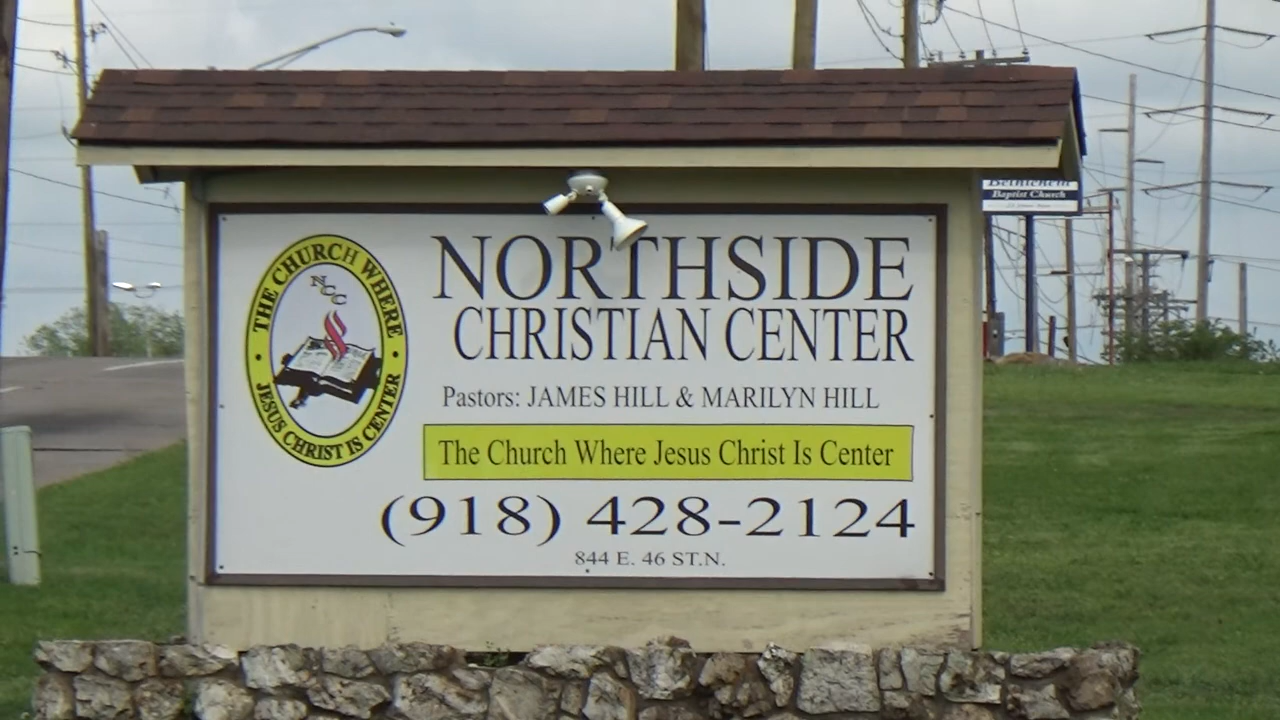 THE CHURCH WHERE
NCC
JESUS CHRIST IS CENTER
NORTHSIDE
CHRISTIAN CENTER
Pastors: JAMES HILL & MARILYN HILL
The Church Where Jesus Christ Is Center
(918) 428-2124
844 E. 46 ST.N.
Bethlehem
Baptist Church